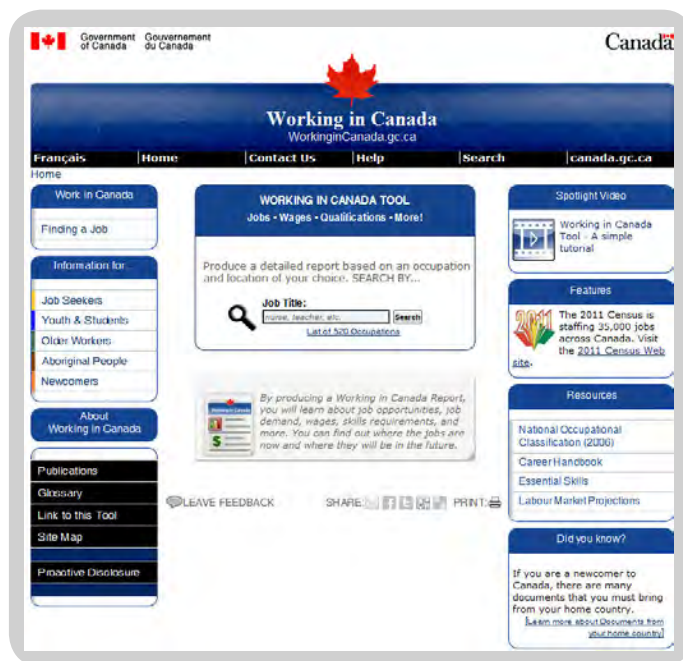 Government Gouvernement
of Canada du Canada
Canada
Working in Canada
WorkinginCanada.gc.ca
Français Home Contact Us Help Search canada.gc.ca
Home
Work in Canada
Finding a Job
Information for...
Job Seekers
Youth & Students
Older Workers
Aboriginal People
Newcomers
About
Working in Canada
Publications
Glossary
Link to this Tool
Site Map
Proactive Disclosure
WORKING IN CANADA TOOL
Jobs - Wages - Qualifications - More!
Produce a detailed report based on an occupation
and location of your choice. SEARCH BY...
Job Title:
nurse, teacher, etc. Search
List of 520 Occupations
By producing a Working in Canada Report,
you will learn about job opportunities, job
demand, wages, skills requirements, and
more. You can find out where the jobs are
now and where they will be in the future.
LEAVE FEEDBACK SHARE: PRINT:
Spotlight Video
Working in Canada
Tool - A simple
tutorial
Features
2011
The 2011 Census is
staffing 35,000 jobs
across Canada. Visit
the 2011 Census Web
site.
Resources
National Occupational
Classification (2006)
Career Handbook
Essential Skills
Labour Market Projections
Did you know?
If you are a newcomer to
Canada, there are many
documents that you must bring
from your home country.
[Learn more about Documents from
your home country]